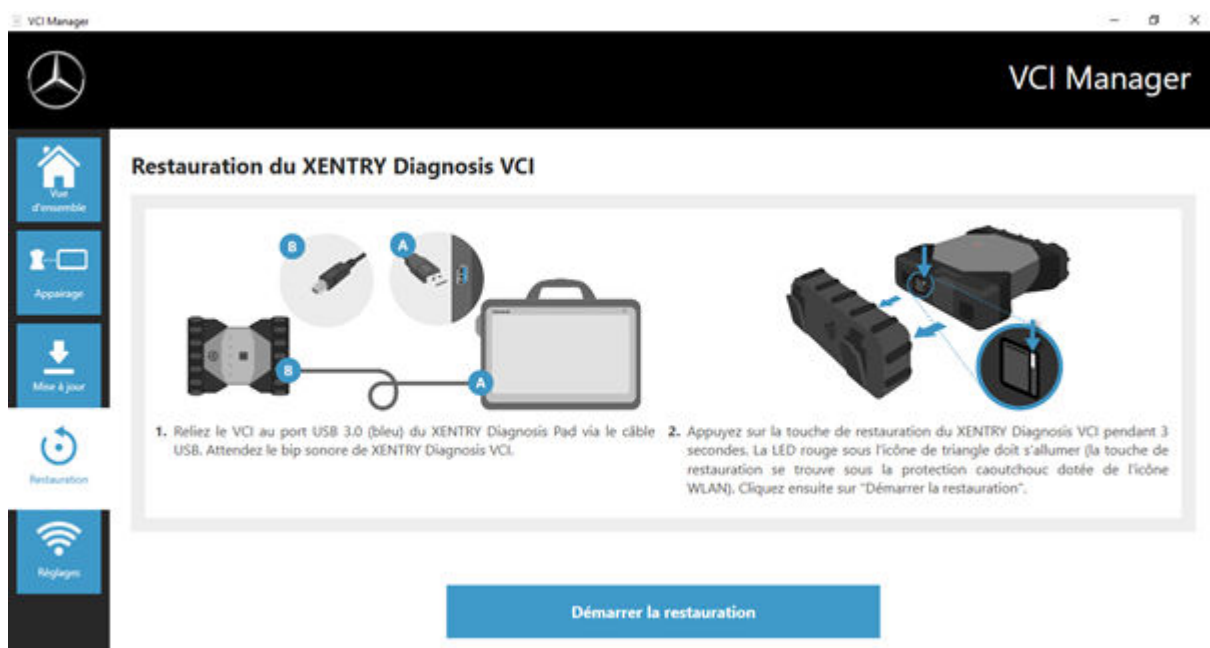 VCI Manager
VCI Manager
Vue
d'ensemble
Appairage
Mise à jour
Restauration
Réglages
Restauration du XENTRY Diagnosis VCI
B
A
B
A
1. Reliez le VCI au port USB 3.0 (bleu) du XENTRY Diagnosis Pad via le câble
USB. Attendez le bip sonore de XENTRY Diagnosis VCI.
2. Appuyez sur la touche de restauration du XENTRY Diagnosis VCI pendant 3
secondes. La LED rouge sous l'icône de triangle doit s'allumer (la touche de
restauration se trouve sous la protection caoutchouc dotée de l'icône
WLAN). Cliquez ensuite sur "Démarrer la restauration".
Démarrer la restauration